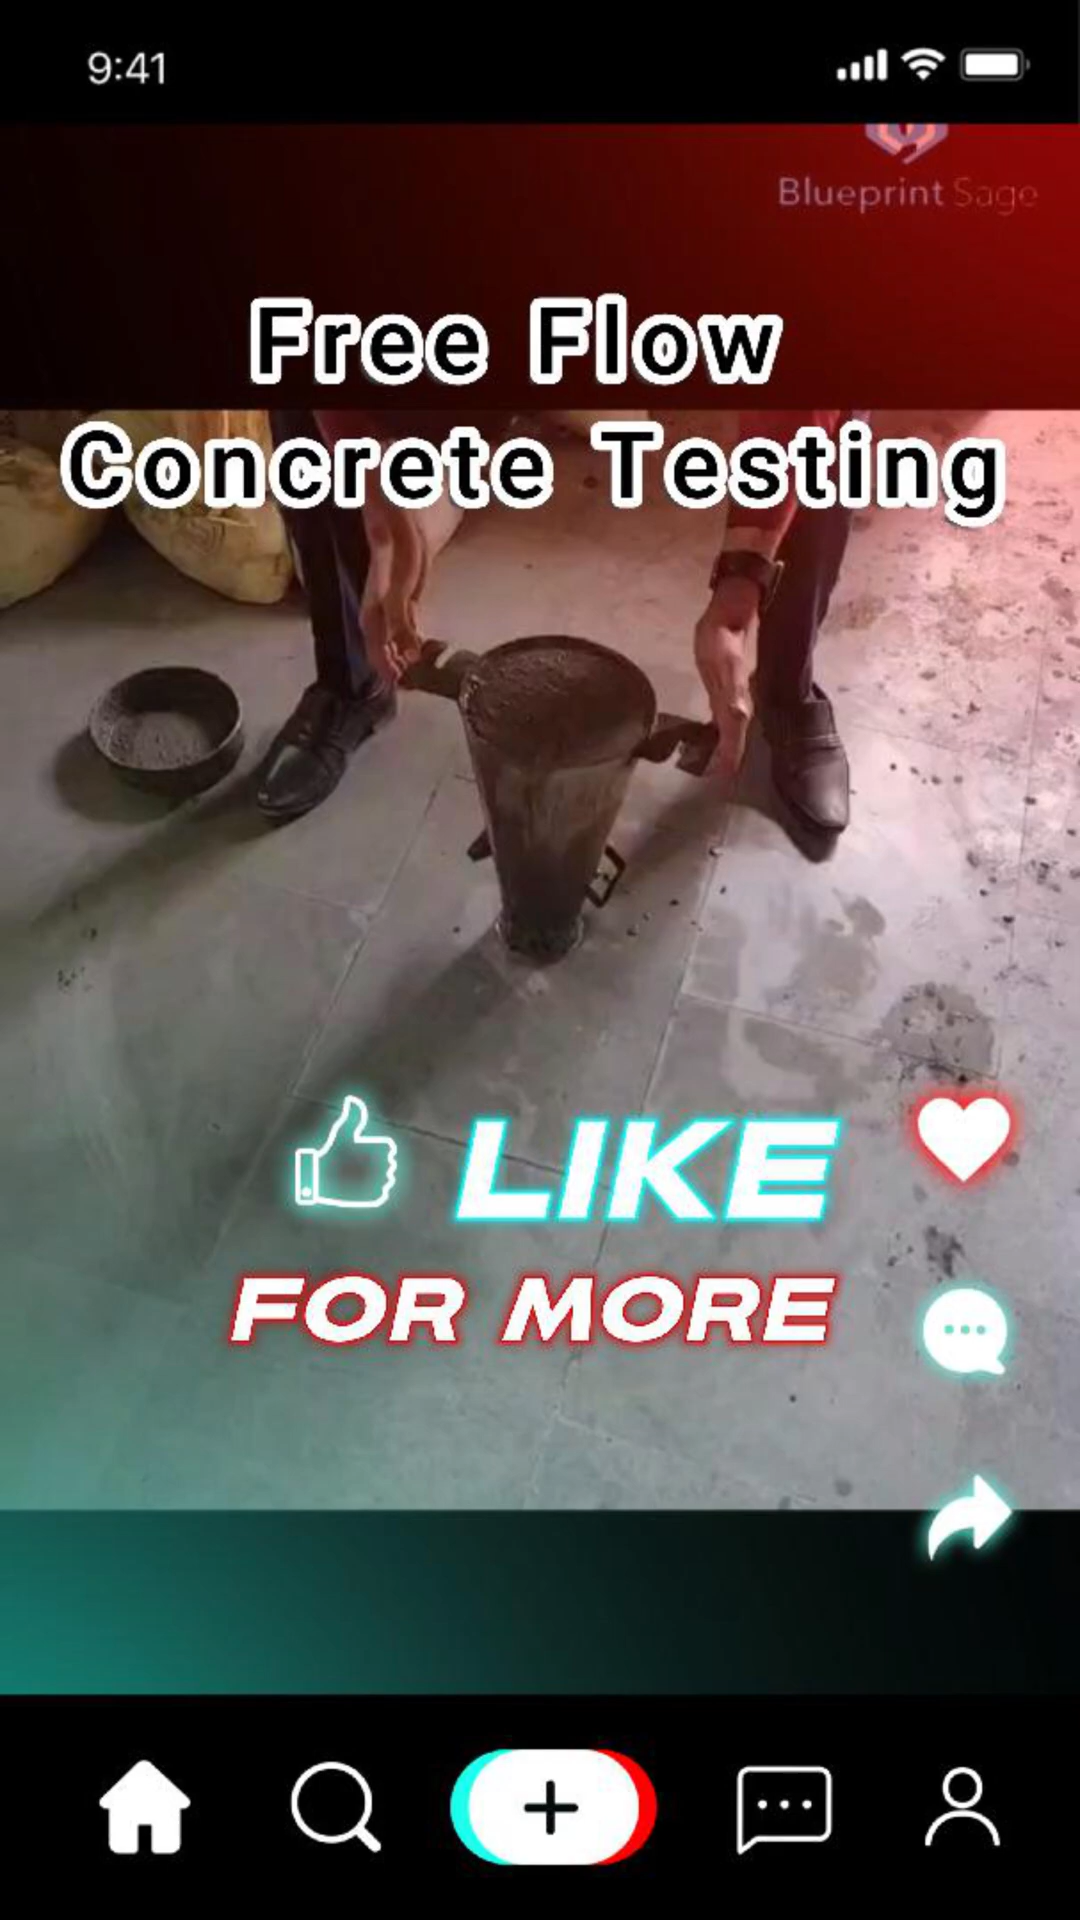 9:41
Blueprint Sage
Free Flow
Concrete Testing
LIKE
FOR MORE